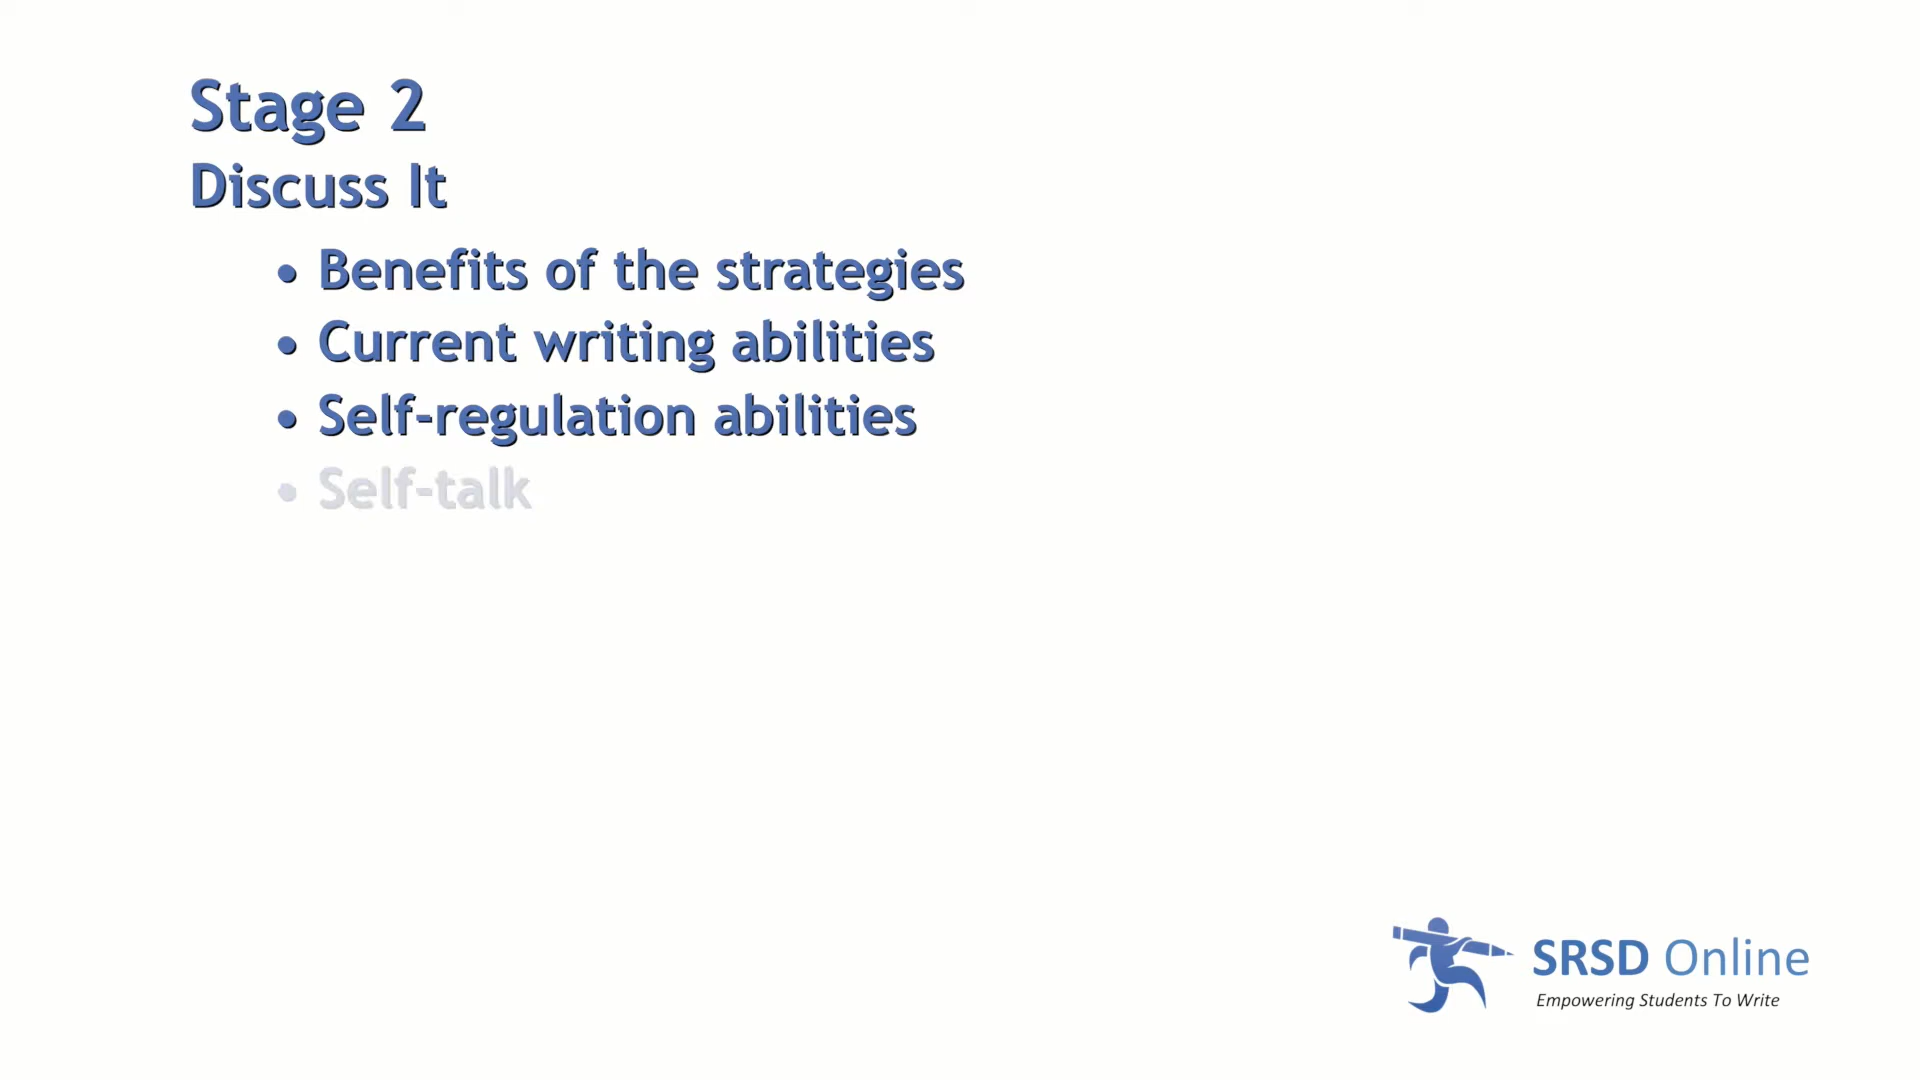 Stage 2
Discuss It
• Benefits of the strategies
• Current writing abilities
• Self-regulation abilities
• Self-talk
SRSD Online
Empowering Students To Write